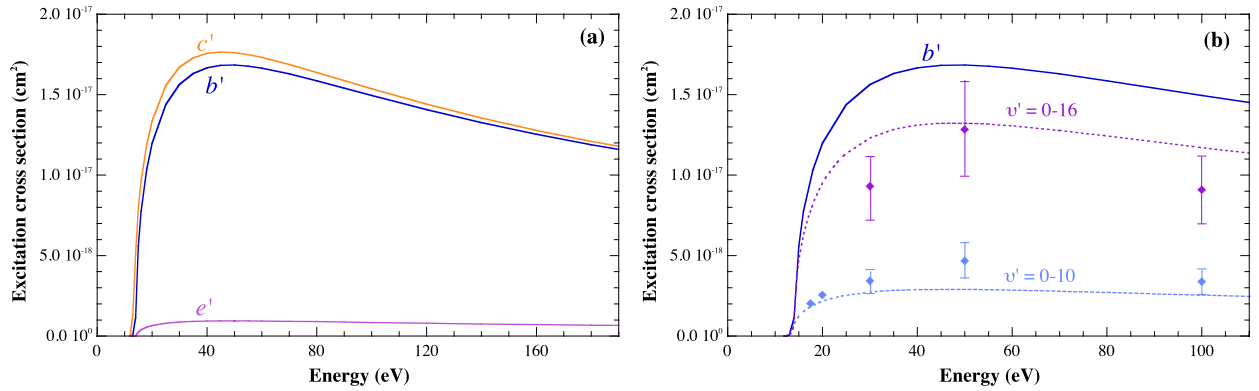 (a)
c'
b'
e'
Excitation cross section (cm²)
2.0 10⁻¹⁷
1.5 10⁻¹⁷
1.0 10⁻¹⁷
5.0 10⁻¹⁸
0.0 10⁰
0 40 80 120 160
Energy (eV)
(b)
b'
υ' = 0-16
υ' = 0-10
Excitation cross section (cm²)
2.0 10⁻¹⁷
1.5 10⁻¹⁷
1.0 10⁻¹⁷
5.0 10⁻¹⁸
0.0 10⁰
0 20 40 60 80 100
Energy (eV)